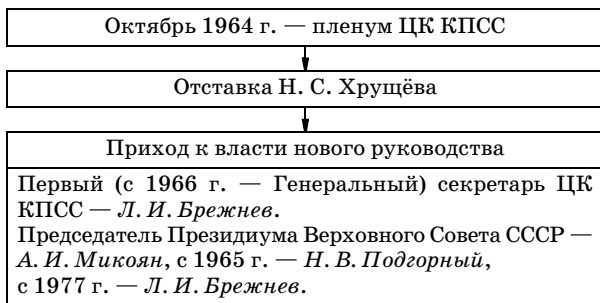 Октябрь 1964 г. — пленум ЦК КПСС
Отставка Н. С. Хрущёва
Приход к власти нового руководства
Первый (с 1966 г. — Генеральный) секретарь ЦК
КПСС — Л. И. Брежнев.
Председатель Президиума Верховного Совета СССР —
А. И. Микоян, с 1965 г. — Н. В. Подгорный,
с 1977 г. — Л. И. Брежнев.